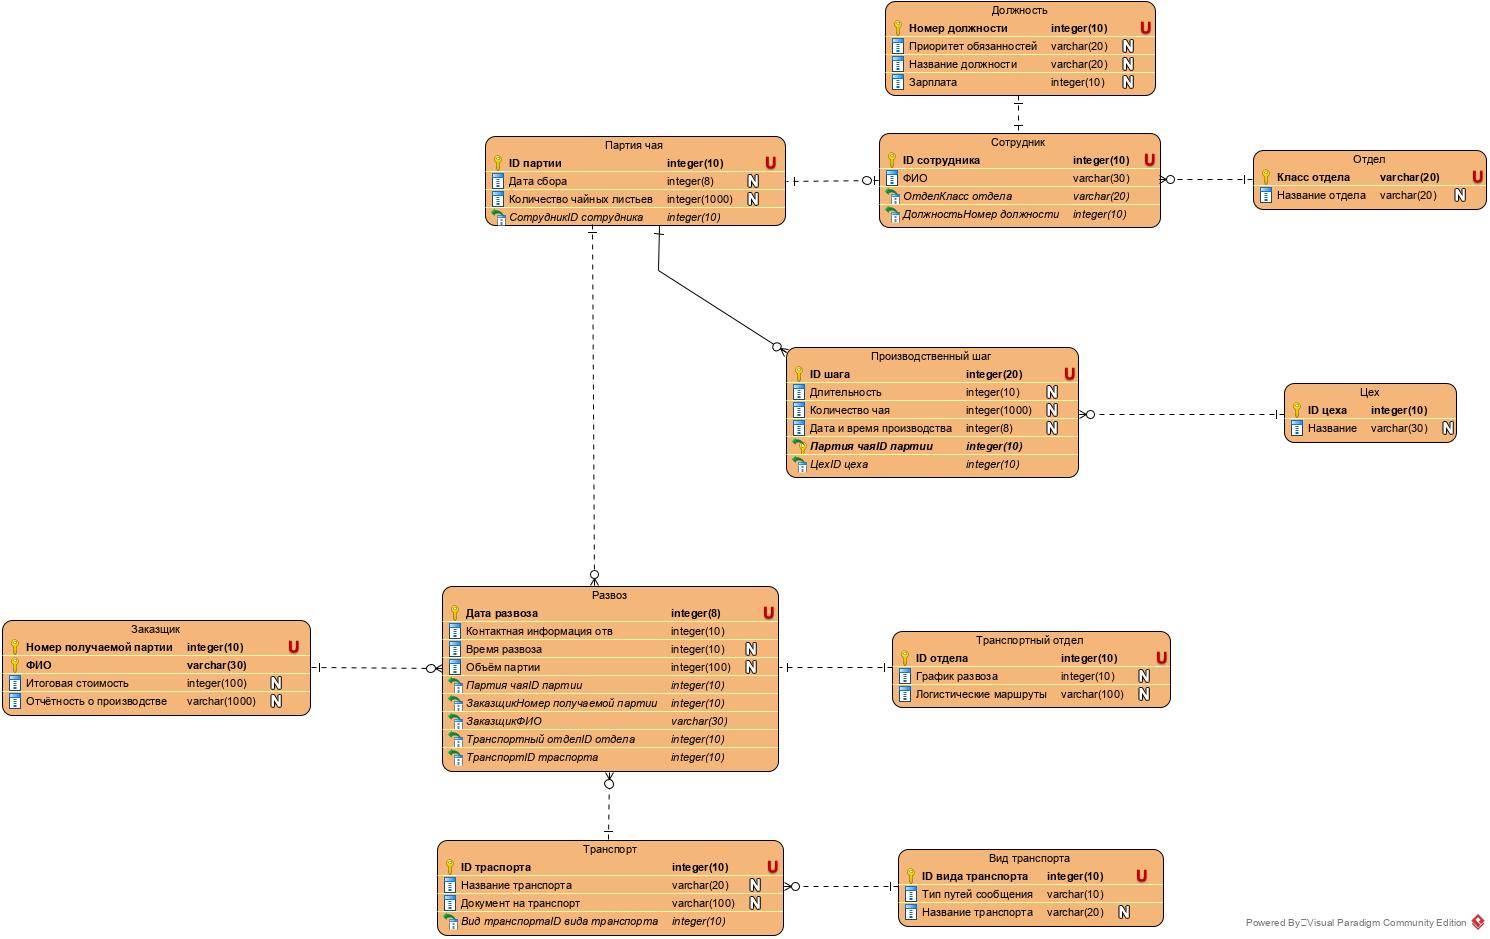 Должность
Номер должности integer(10) U
Приоритет обязанностей varchar(20) N
Название должности varchar(20) N
Зарплата integer(10) N
Партия чая
ID партии integer(10) U
Дата сбора integer(8) N
Количество чайных листьев integer(1000) N
СотрудникID сотрудника integer(10)
Сотрудник
ID сотрудника integer(10) U
ФИО varchar(30)
ОтделКласс отдела varchar(20)
ДолжностьНомер должности integer(10)
Отдел
Класс отдела varchar(20) U
Название отдела varchar(20) N
Производственный шаг
ID шага integer(20) U
Длительность integer(10) N
Количество чая integer(1000) N
Дата и время производства integer(8) N
Партия чаяID партии integer(10)
ЦехID цеха integer(10)
Цех
ID цеха integer(10)
Название varchar(30) N
Заказщик
Номер получаемой партии integer(10) U
ФИО varchar(30)
Итоговая стоимость integer(100) N
Отчётность о производстве varchar(1000) N
Развоз
Дата развоза integer(8) U
Контактная информация отв integer(10)
Время развоза integer(10) N
Объём партии integer(100) N
Партия чаяID партии integer(10)
ЗаказщикНомер получаемой партии integer(10)
ЗаказщикФИО varchar(30)
Транспортный отделID отдела integer(10)
ТранспортID траспорта integer(10)
Транспортный отдел
ID отдела integer(10) U
График развоза integer(10) N
Логистические маршруты varchar(100) N
Транспорт
ID траспорта integer(10) U
Название транспорта varchar(20) N
Документ на транспорт varchar(100) N
Вид транспортаID вида транспорта integer(10)
Вид транспорта
ID вида транспорта integer(10) U
Тип путей сообщения varchar(10)
Название транспорта varchar(20) N
Powered By Visual Paradigm Community Edition